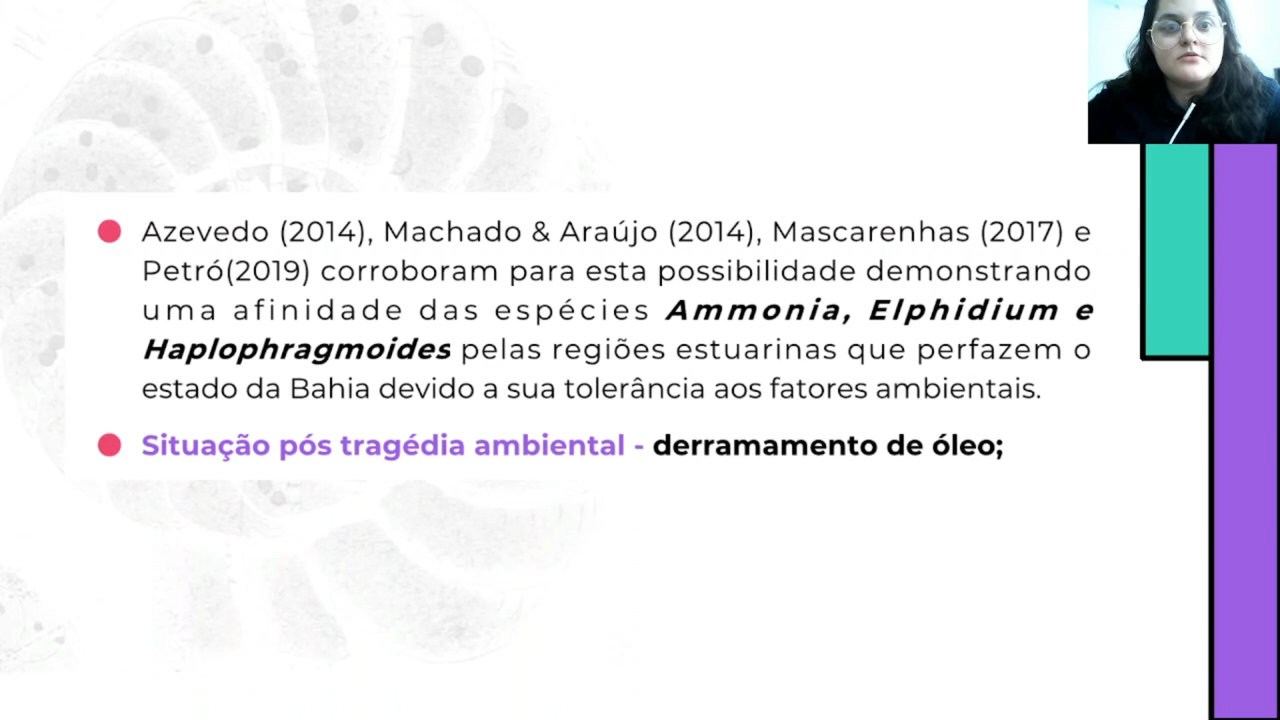 Azevedo (2014), Machado & Araújo (2014), Mascarenhas (2017) e
Petró(2019) corroboram para esta possibilidade demonstrando
uma afinidade das espécies Ammonia, Elphidium e
Haplophragmoides pelas regiões estuarinas que perfazem o
estado da Bahia devido a sua tolerância aos fatores ambientais.
Situação pós tragédia ambiental - derramamento de óleo;